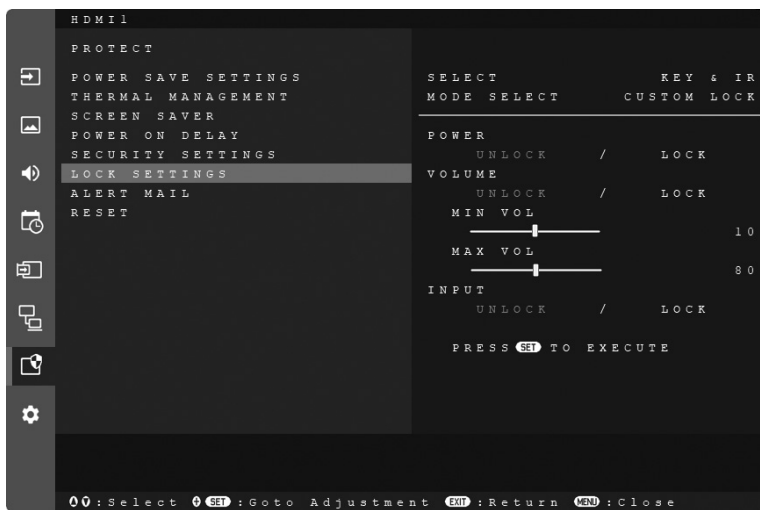 HDMI1
PROTECT
POWER SAVE SETTINGS
THERMAL MANAGEMENT
SCREEN SAVER
POWER ON DELAY
SECURITY SETTINGS
LOCK SETTINGS
ALERT MAIL
RESET
SELECT KEY & IR
MODE SELECT CUSTOM LOCK
POWER
UNLOCK / LOCK
VOLUME
UNLOCK / LOCK
MIN VOL
10
MAX VOL
80
INPUT
UNLOCK / LOCK
PRESS SET TO EXECUTE
:Select SET :Goto Adjustment EXIT :Return MENU :Close